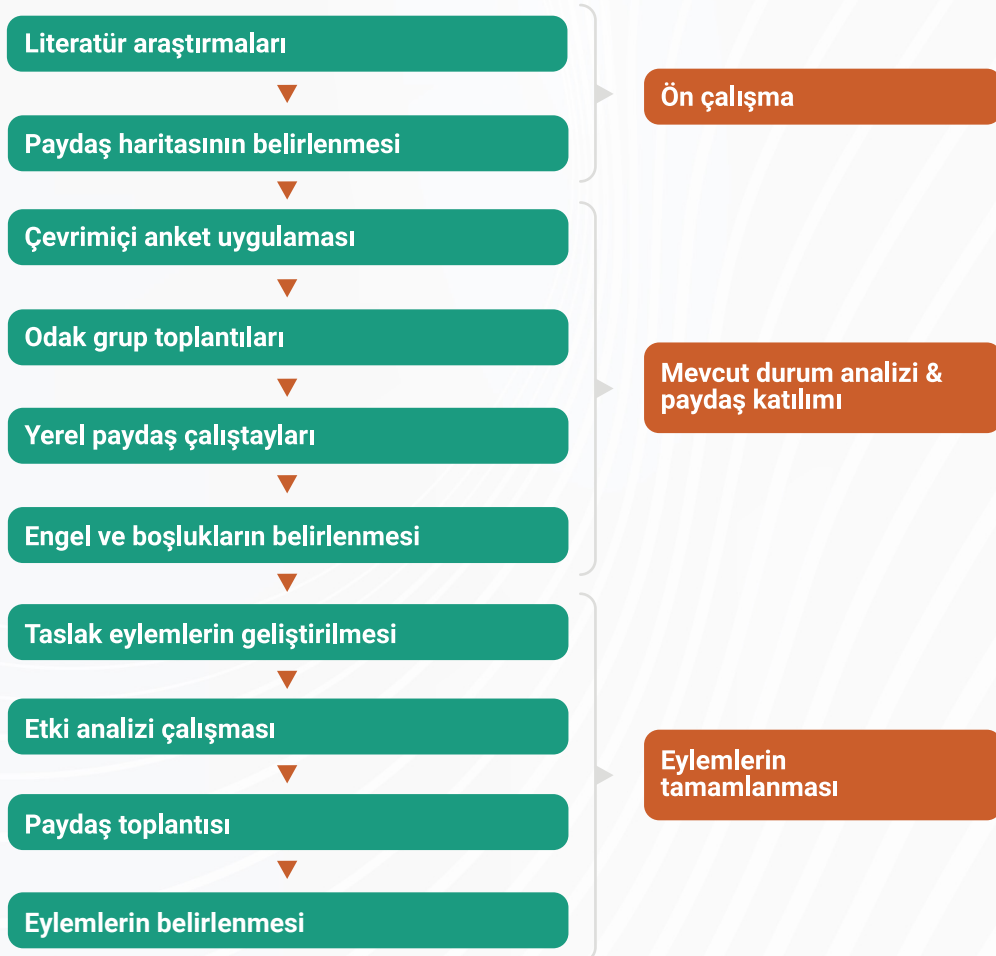 Literatür araştırmaları
Paydaş haritasının belirlenmesi
Ön çalışma
Çevrimiçi anket uygulaması
Odak grup toplantıları
Yerel paydaş çalıştayları
Engel ve boşlukların belirlenmesi
Mevcut durum analizi &
paydaş katılımı
Taslak eylemlerin geliştirilmesi
Etki analizi çalışması
Paydaş toplantısı
Eylemlerin belirlenmesi
Eylemlerin
tamamlanması